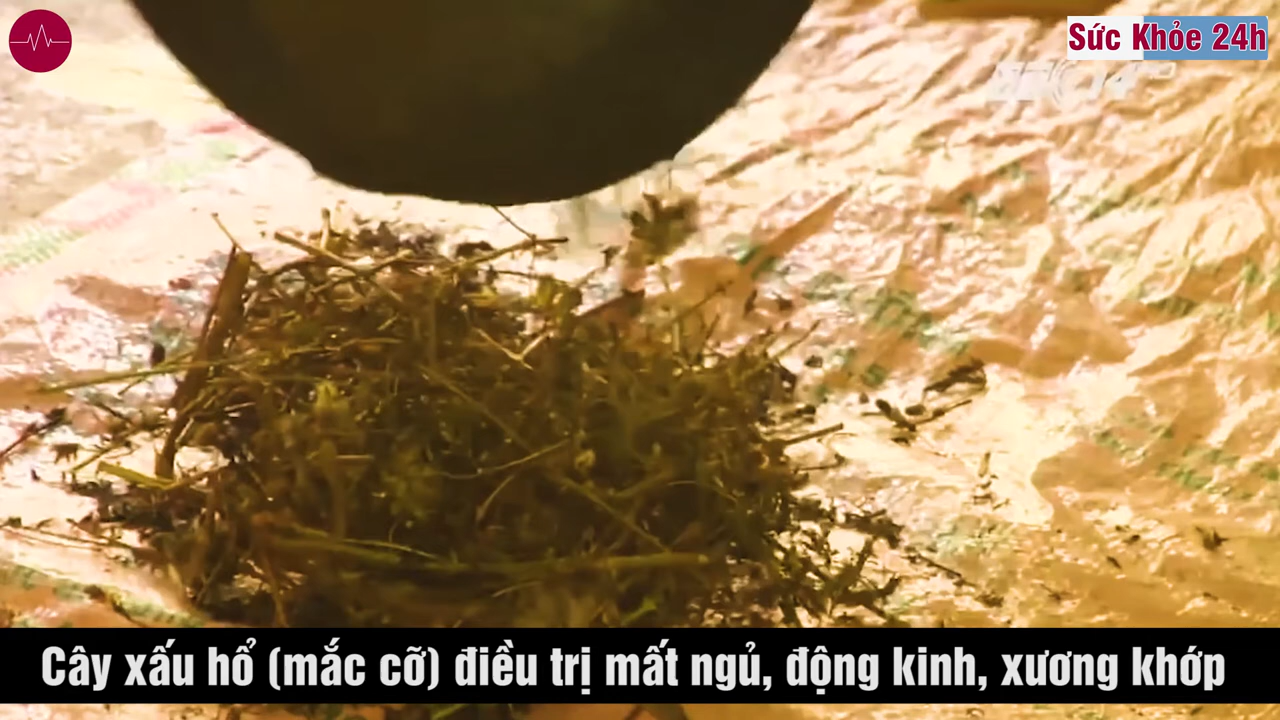 Sức Khỏe 24h
Cây xấu hổ (mắc cỡ) điều trị mất ngủ, động kinh, xương khớp